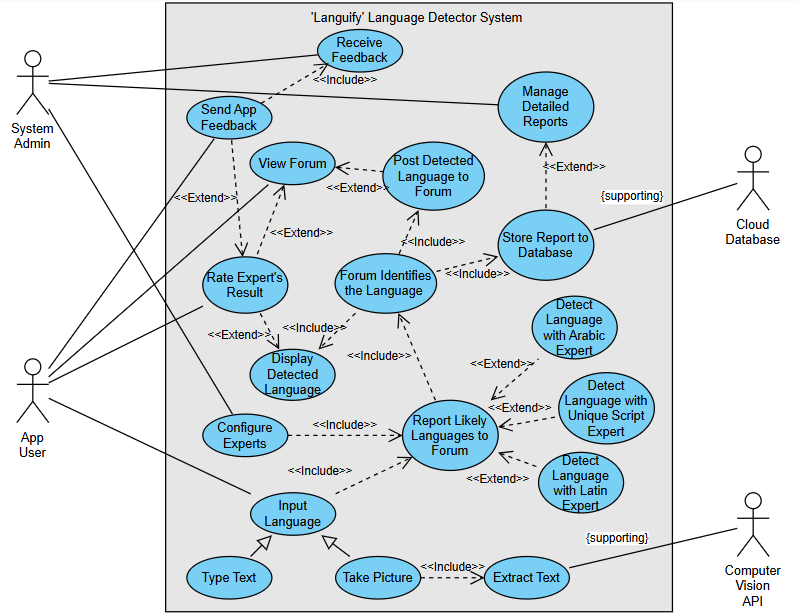 'Languify' Language Detector System
Receive
Feedback
<<Include>>
System
Admin
Send App
Feedback
Manage
Detailed
Reports
View Forum
Post Detected
Language to
Forum
<<Extend>>
<<Extend>>
<<Extend>>
{supporting}
Cloud
Database
<<Extend>>
<<Include>>
Store Report to
Database
Rate Expert's
Result
Forum Identifies
the Language
<<Include>>
<<Extend>>
<<Include>>
Detect
Language
with Arabic
Expert
Display
Detected
Language
<<Include>>
<<Extend>>
App
User
Configure
Experts
<<Include>>
Report Likely
Languages to
Forum
<<Extend>>
Detect
Language with
Unique Script
Expert
<<Include>>
<<Extend>>
Detect
Language
with Latin
Expert
Input
Language
{supporting}
Type Text
Take Picture
<<Include>>
Extract Text
Computer
Vision
API